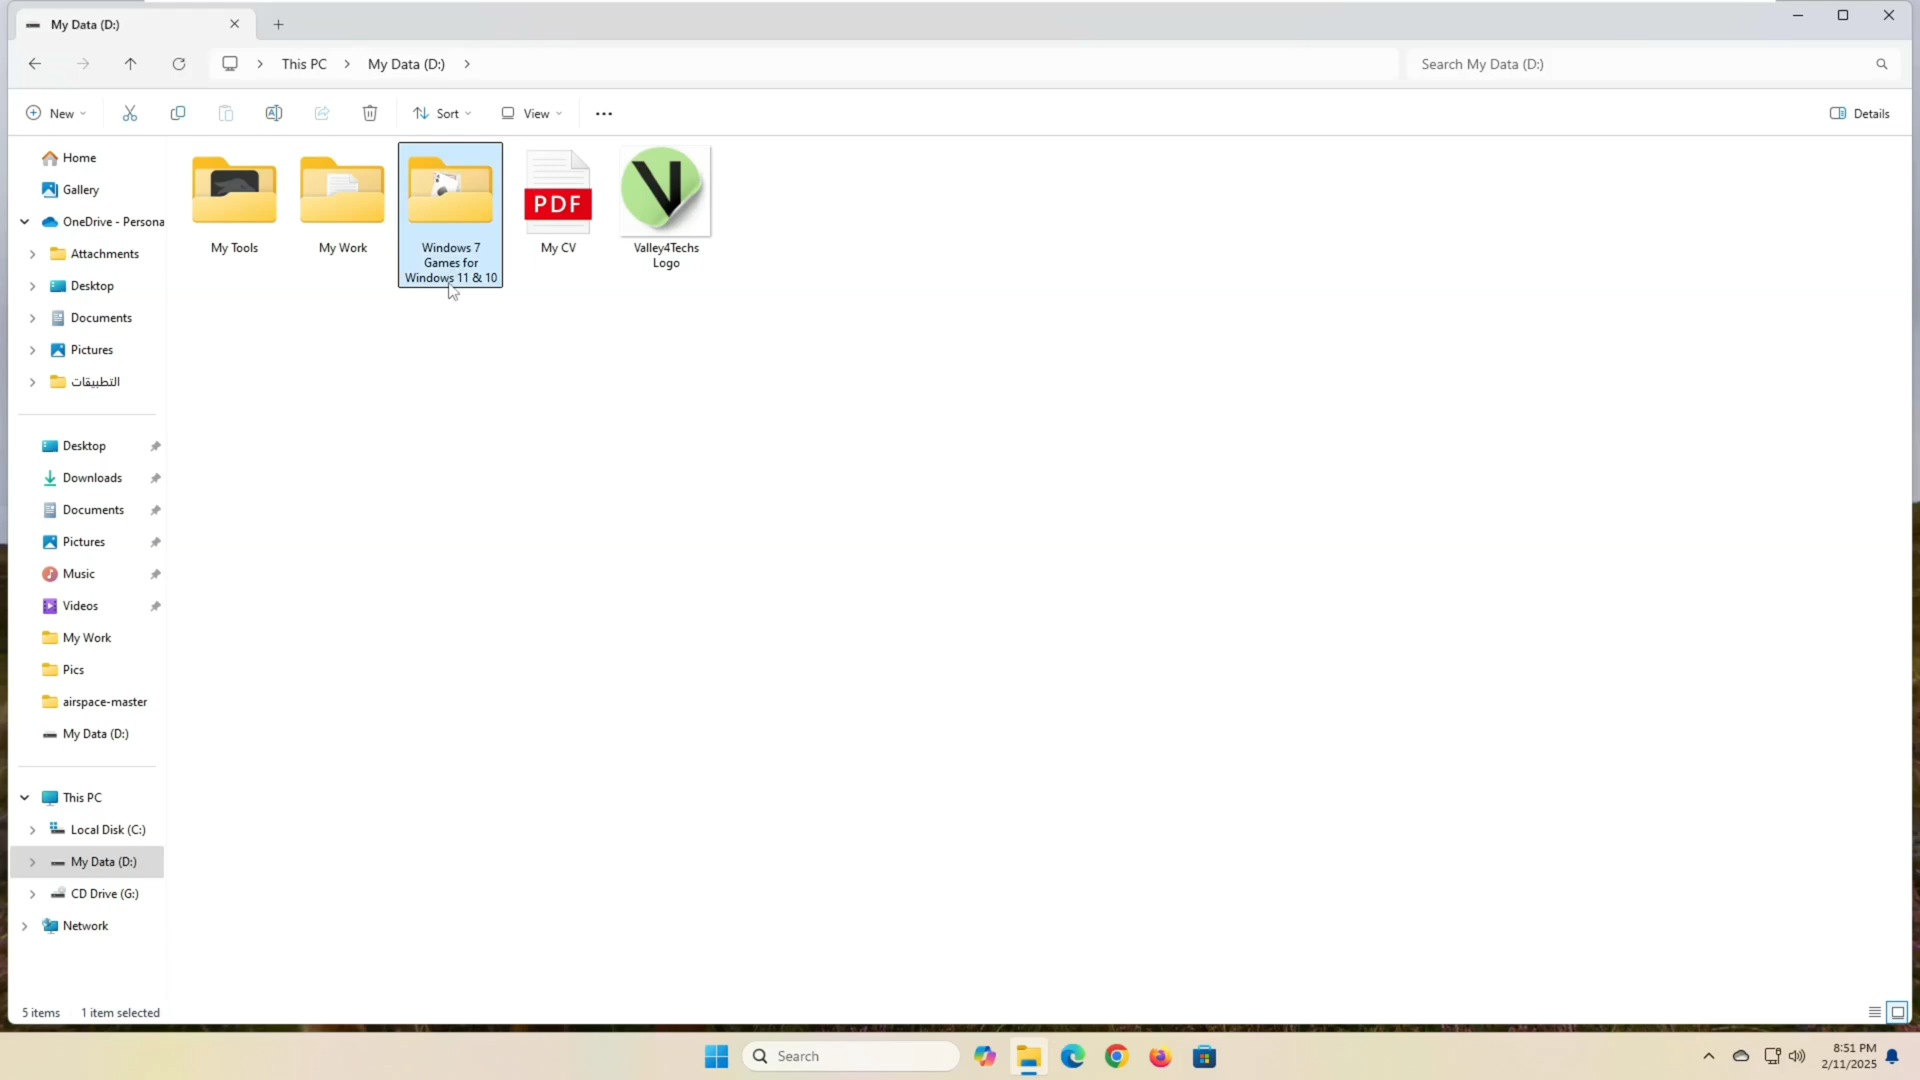 My Data (D:)
This PC
My Data (D:)
Search My Data (D:)
New
Sort
View
Details
Home
Gallery
OneDrive - Persona
Attachments
Desktop
Documents
Pictures
التطبيقات
Desktop
Downloads
Documents
Pictures
Music
Videos
My Work
Pics
airspace-master
My Data (D:)
This PC
Local Disk (C:)
My Data (D:)
CD Drive (G:)
Network
My Tools
My Work
Windows 7
Games for
Windows 11 & 10
PDF
My CV
V
Valley4Techs
Logo
5 items
1 item selected
Search
8:51 PM
2/11/2025